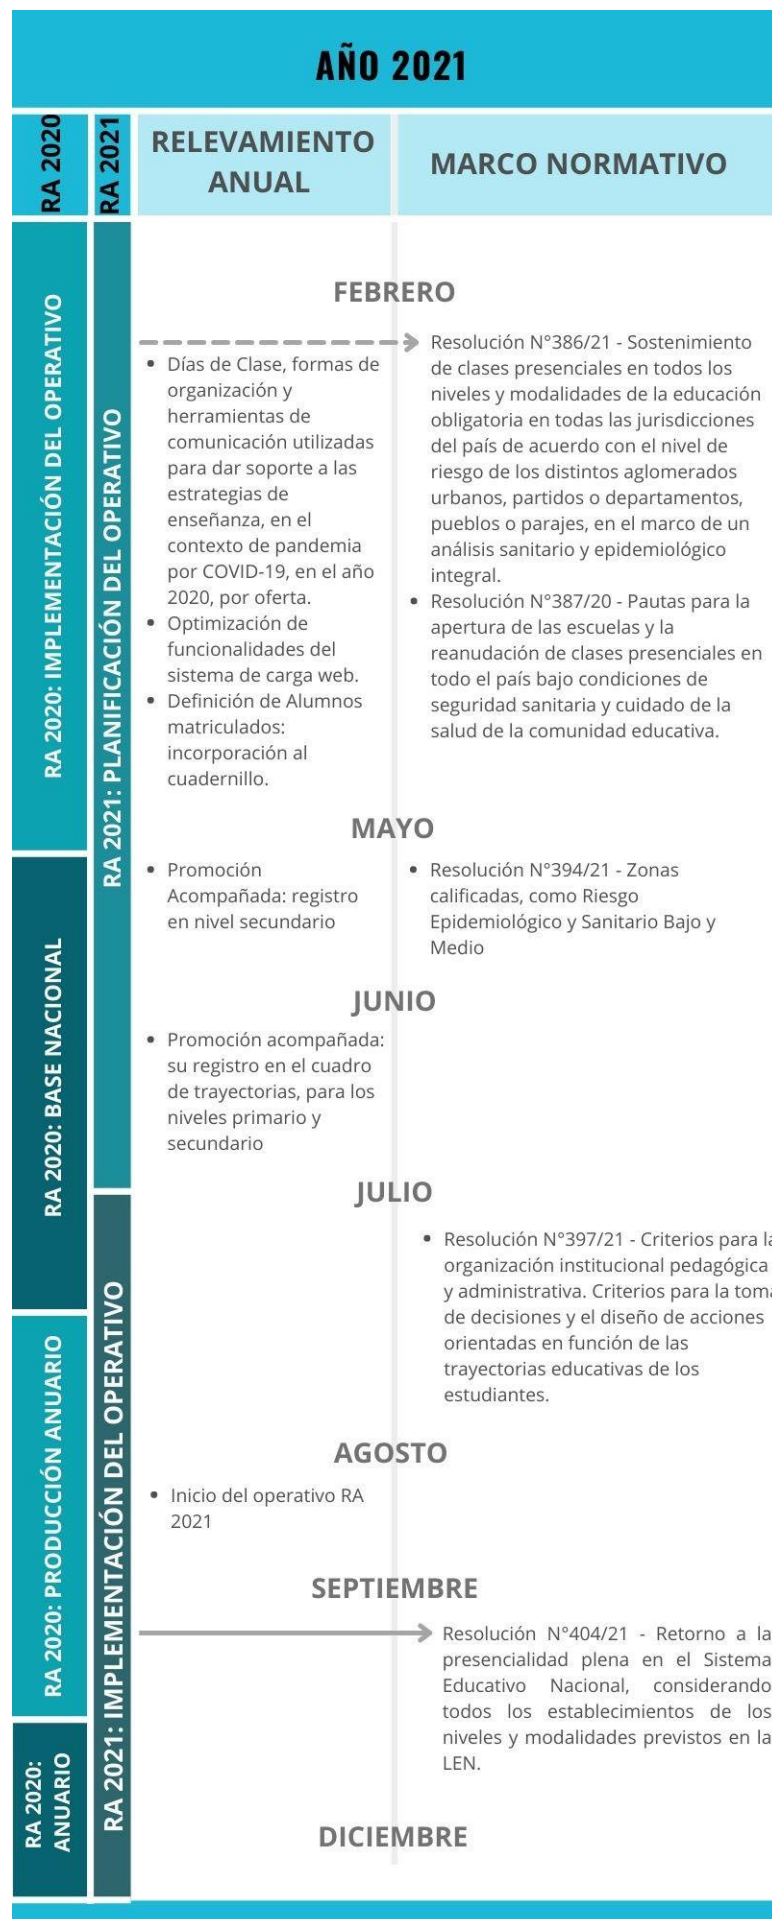 AÑO 2021
RA 2020
RA 2021
RELEVAMIENTO
ANUAL
MARCO NORMATIVO
RA 2020: IMPLEMENTACIÓN DEL OPERATIVO
RA 2020: BASE NACIONAL
RA 2020: PRODUCCIÓN ANUARIO
RA 2020:
ANUARIO
RA 2021: PLANIFICACIÓN DEL OPERATIVO
RA 2021: IMPLEMENTACIÓN DEL OPERATIVO
FEBRERO
• Días de Clase, formas de
organización y
herramientas de
comunicación utilizadas
para dar soporte a las
estrategias de
enseñanza, en el
contexto de pandemia
por COVID-19, en el año
2020, por oferta.
• Optimización de
funcionalidades del
sistema de carga web.
• Definición de Alumnos
matriculados:
incorporación al
cuadernillo.
Resolución N°386/21 - Sostenimiento
de clases presenciales en todos los
niveles y modalidades de la educación
obligatoria en todas las jurisdicciones
del país de acuerdo con el nivel de
riesgo de los distintos aglomerados
urbanos, partidos o departamentos,
pueblos o parajes, en el marco de un
análisis sanitario y epidemiológico
integral.
• Resolución N°387/20 - Pautas para la
apertura de las escuelas y la
reanudación de clases presenciales en
todo el país bajo condiciones de
seguridad sanitaria y cuidado de la
salud de la comunidad educativa.
MAYO
• Promoción
Acompañada: registro
en nivel secundario
• Resolución N°394/21 - Zonas
calificadas, como Riesgo
Epidemiológico y Sanitario Bajo y
Medio
JUNIO
• Promoción acompañada:
su registro en el cuadro
de trayectorias, para los
niveles primario y
secundario
JULIO
• Resolución N°397/21 - Criterios para la
organización institucional pedagógica
y administrativa. Criterios para la toma
de decisiones y el diseño de acciones
orientadas en función de las
trayectorias educativas de los
estudiantes.
AGOSTO
• Inicio del operativo RA
2021
SEPTIEMBRE
Resolución N°404/21 - Retorno a la
presencialidad plena en el Sistema
Educativo Nacional, considerando
todos los establecimientos de los
niveles y modalidades previstos en la
LEN.
DICIEMBRE